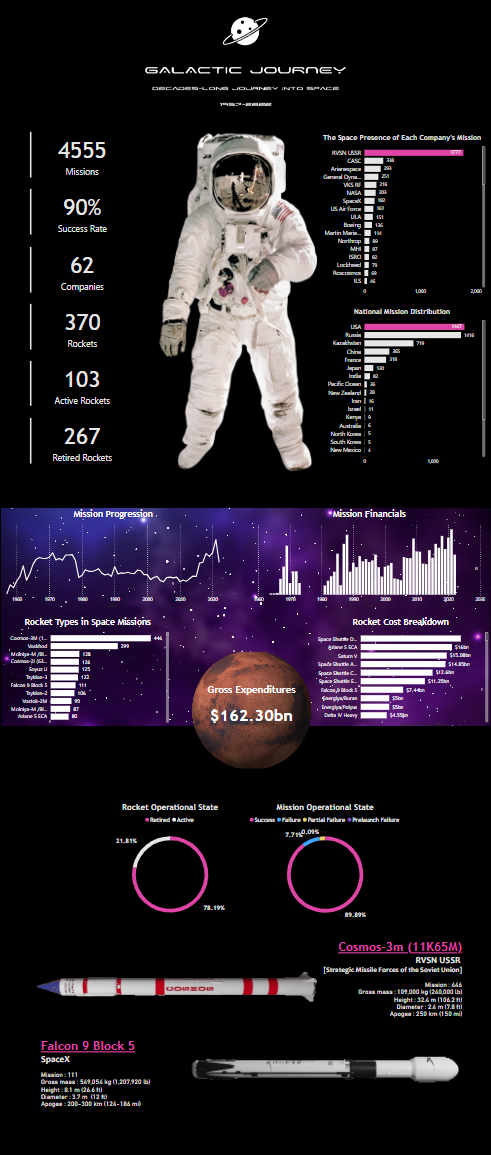 GALACTIC JOURNEY
DECADES-LONG JOURNEY INTO SPACE
1957-2022
4555
Missions
90%
Success Rate
62
Companies
370
Rockets
103
Active Rockets
267
Retired Rockets
The Space Presence of Each Company's Mission
RVSN USSR 1777
CASC 338
Arianespace 293
General Dyna... 251
VKS RF 216
NASA 203
SpaceX 182
US Air Force 161
ULA 151
Boeing 136
Martin Marie... 114
Northrop 89
MHI 87
ISRO 82
Lockheed 79
Roscosmos 69
ILS 46
0 1,000 2,000
National Mission Distribution
USA 1467
Russia 1416
Kazakhstan 719
China 365
France 318
Japan 130
India 82
Pacific Ocean 36
New Zealand 28
Iran 16
Israel 11
Kenya 9
Australia 6
North Korea 5
South Korea 5
New Mexico 4
0 1,000
Mission Progression
1960 1970 1980 1990 2000 2010 2020
Mission Financials
1960 1970 1980 1990 2000 2010 2020 2030
Rocket Types in Space Missions
Cosmos-3M (1... 446
Voskhod 299
Molniya-M /Bl... 128
Cosmos-2I (63... 126
Soyuz U 125
Tsyklon-3 122
Falcon 9 Block 5 111
Tsyklon-2 106
Vostok-2M 99
Molniya-M /Bl... 87
Ariane 5 ECA 80
Rocket Cost Breakdown
Space Shuttle D...
Ariane 5 ECA $16bn
Saturn V $15.08bn
Space Shuttle A... $14.85bn
Space Shuttle C... $12.6bn
Space Shuttle E... $11.25bn
Falcon 9 Block 5 $7.44bn
Energiya/Buran $5bn
Energiya/Polyus $5bn
Delta IV Heavy $4.55bn
Gross Expenditures
$162.30bn
Rocket Operational State
Retired Active
21.81%
78.19%
Mission Operational State
Success Failure Partial Failure Prelaunch Failure
7.71% 0.09%
89.89%
Cosmos-3m (11K65M)
RVSN USSR
[Strategic Missile Forces of the Soviet Union]
Mission : 446
Gross mass : 109,000 kg (240,000 lb)
Height : 32.4 m (106.2 ft)
Diameter : 2.4 m (7.8 ft)
Apogee : 250 km (150 mi)
COSMOS
Falcon 9 Block 5
SpaceX
Mission : 111
Gross mass : 549,054 kg (1,207,920 lb)
Height : 8.1 m (26.6 ft)
Diameter : 3.7 m (12 ft)
Apogee : 200-300 km (124-186 mi)